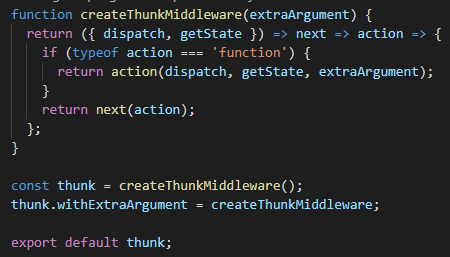 function createThunkMiddleware(extraArgument) {
  return ({ dispatch, getState }) => next => action => {
    if (typeof action === 'function') {
      return action(dispatch, getState, extraArgument);
    }
    return next(action);
  };
}

const thunk = createThunkMiddleware();
thunk.withExtraArgument = createThunkMiddleware;

export default thunk;